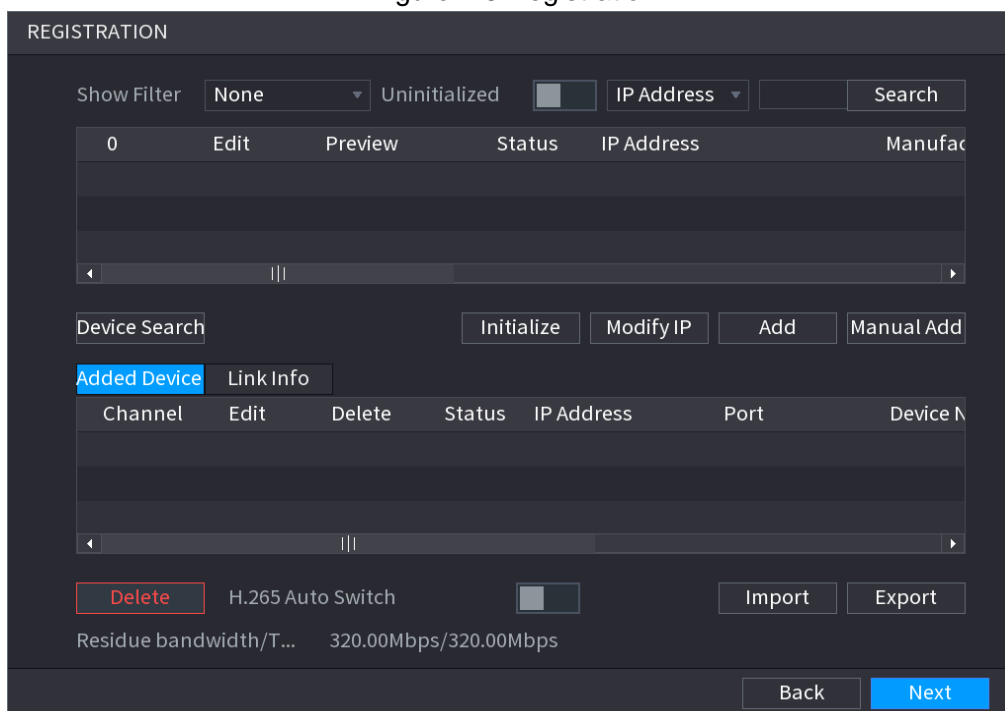 REGISTRATION
Show Filter None Uninitialized IP Address Search
0 Edit Preview Status IP Address Manufac
Device Search Initialize Modify IP Add Manual Add
Added Device Link Info
Channel Edit Delete Status IP Address Port Device N
Delete H.265 Auto Switch Import Export
Residue bandwidth/T... 320.00Mbps/320.00Mbps
Back Next